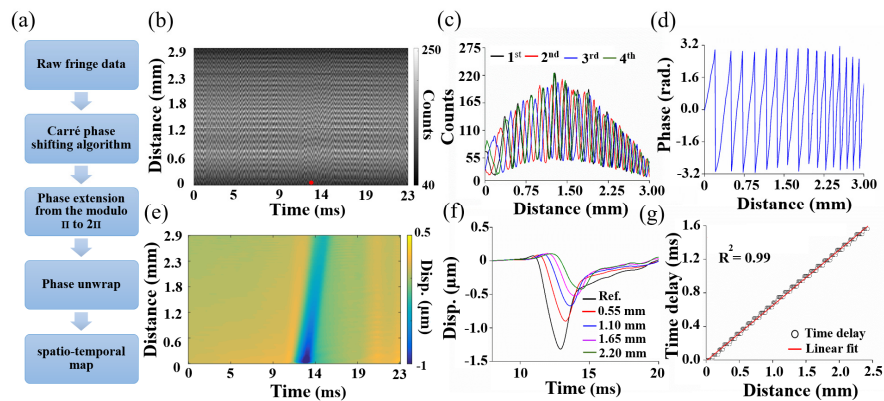 (a)
Raw fringe data
Carré phase
shifting algorithm
Phase extension
from the modulo
Π to 2Π
Phase unwrap
spatio-temporal
map
(b)
Distance (mm)
2.9
2.3
1.8
1.2
0.6
0
0 5 10 14 19 23
Time (ms)
250
Counts
40
(c)
Counts
275
220
165
110
55
0
1st 2nd 3rd 4th
0 0.75 1.50 2.25 3.00
Distance (mm)
(d)
Phase (rad.)
3.2
1.6
0.0
-1.6
-3.2
0 0.75 1.50 2.25 3.00
Distance (mm)
(e)
Distance (mm)
2.9
2.3
1.8
1.2
0.6
0
0 5 10 14 19 23
Time (ms)
0.5
Disp. (μm)
-1
(f)
Disp. (μm)
0.5
0
-0.5
-1.0
-1.5
Ref.
0.55 mm
1.10 mm
1.65 mm
2.20 mm
10 15 20
Time (ms)
(g)
Time delay (ms)
1.6
1.2
0.8
0.4
0.0
R2 = 0.99
Time delay
Linear fit
0.0 0.5 1.0 1.5 2.0 2.5
Distance (mm)